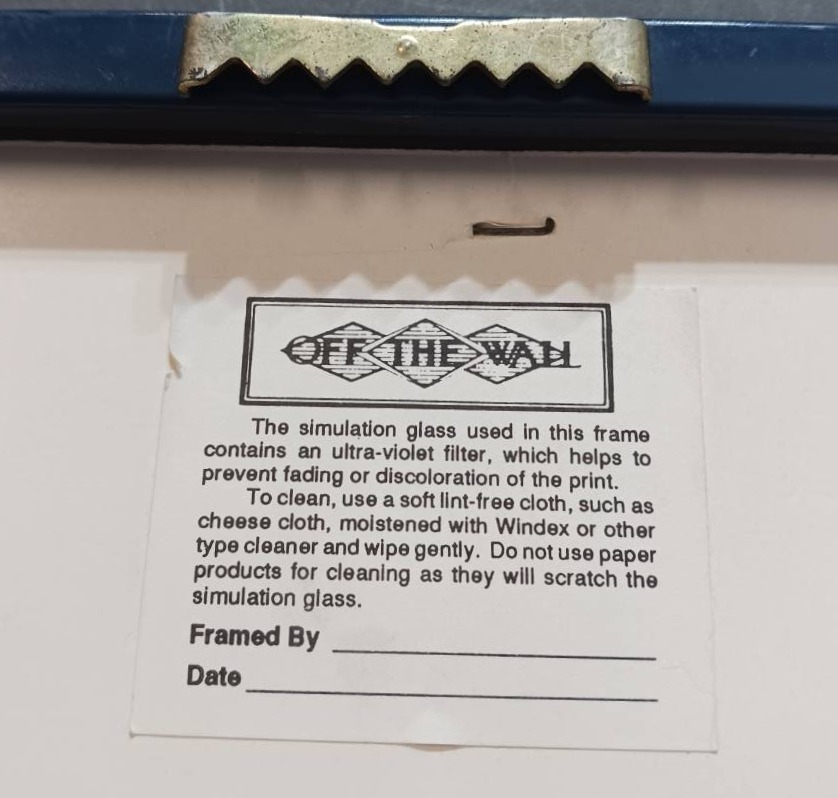 OFF THE WALL
The simulation glass used in this frame
contains an ultra-violet filter, which helps to
prevent fading or discoloration of the print.
To clean, use a soft lint-free cloth, such as
cheese cloth, moistened with Windex or other
type cleaner and wipe gently. Do not use paper
products for cleaning as they will scratch the
simulation glass.
Framed By
Date